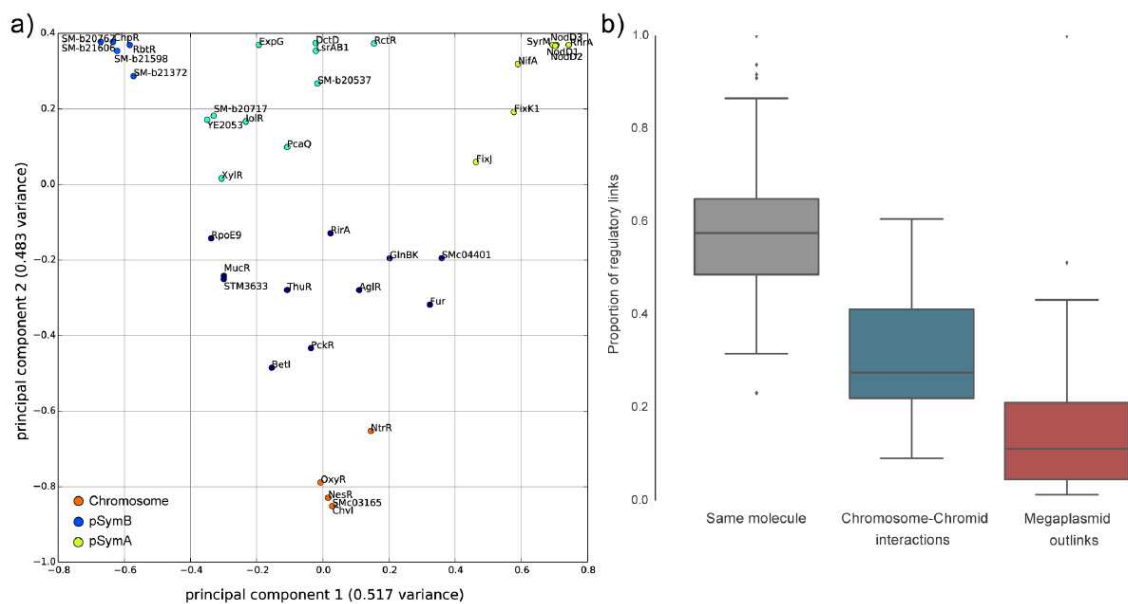 a)
principal component 2 (0.483 variance)
0.4
0.2
0.0
−0.2
−0.4
−0.6
−0.8
−1.0
−0.8
−0.6
−0.4
−0.2
0.0
0.2
0.4
0.6
0.8
principal component 1 (0.517 variance)
ChpR
SM-b21606
RbtR
SM-b21598
SM-b21372
ExpG
DctD
LsrAB1
RctR
SM-b20537
SyrM
NodD3
NodD1
NodD2
NifA
FixK1
FixJ
SM-b20717
YE2053
IolR
PcaQ
XylR
RpoE9
RirA
GlnBK
SMc04401
MucR
STM3633
ThuR
AglR
Fur
PckR
BetI
NtrR
OxyR
NesR
SMc03165
ChvI
Chromosome
pSymB
pSymA
b)
Proportion of regulatory links
1.0
0.8
0.6
0.4
0.2
0.0
Same molecule
Chromosome-Chromid
interactions
Megaplasmid
outlinks